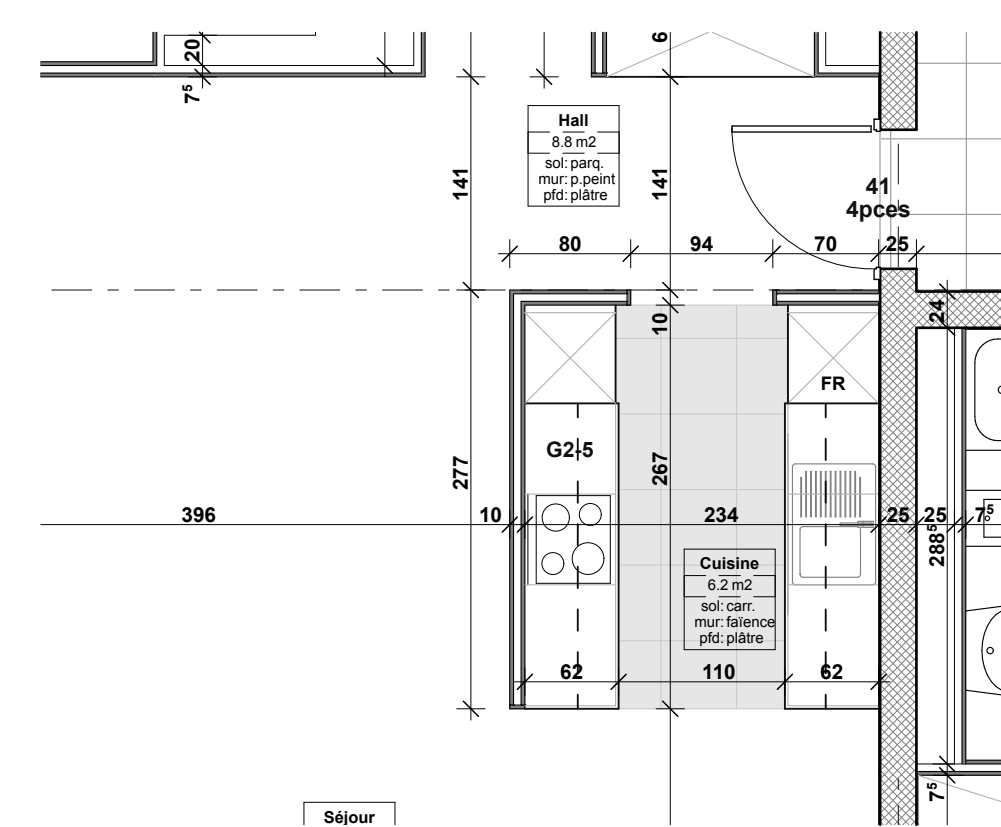 20
6
7⁵
Hall
8.8 m2
sol: parq.
mur: p.peint
pfd: plâtre
141
141
41
4pces
80
94
70
25
10
24
FR
G2-5
277
267
396
10
234
25
25
7⁵
288⁵
Cuisine
6.2 m2
sol: carr.
mur: faïence
pfd: plâtre
62
110
62
7⁵
Séjour